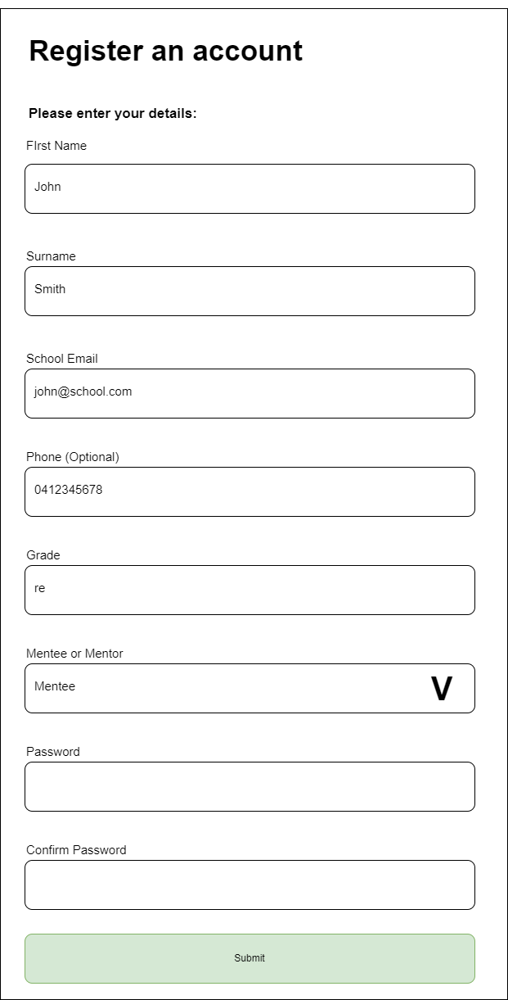 Register an account
Please enter your details:
FIrst Name
John
Surname
Smith
School Email
john@school.com
Phone (Optional)
0412345678
Grade
re
Mentee or Mentor
Mentee V
Password
Confirm Password
Submit